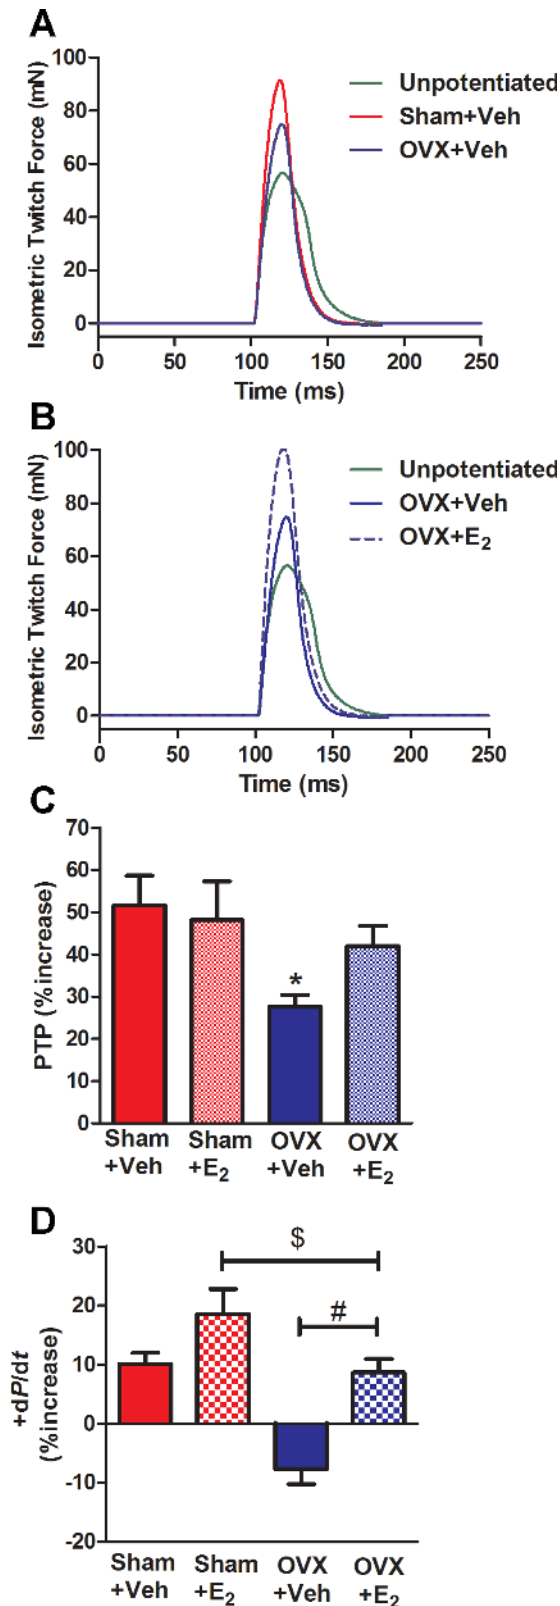 A
Isometric Twitch Force (mN)
100
80
60
40
20
0
Unpotentiated
Sham+Veh
OVX+Veh
0 50 100 150 200 250
Time (ms)
B
Isometric Twitch Force (mN)
100
80
60
40
20
0
Unpotentiated
OVX+Veh
OVX+E₂
0 50 100 150 200 250
Time (ms)
C
PTP (% increase)
70
60
50
40
30
20
10
0
*
Sham Sham OVX OVX
+Veh +E₂ +Veh +E₂
D
+dP/dt
(%increase)
30
20
10
0
-10
-20
$
#
Sham Sham OVX OVX
+Veh +E₂ +Veh +E₂